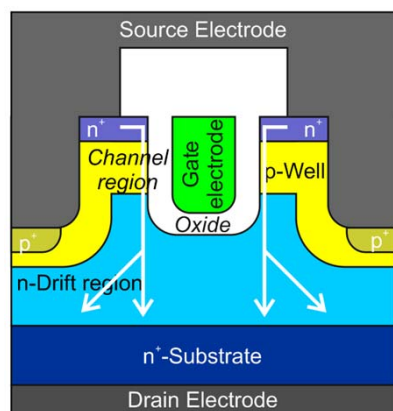 Source Electrode
n⁺
n⁺
Channel
region
Gate
electrode
p-Well
Oxide
p⁺
p⁺
n-Drift region
n⁺-Substrate
Drain Electrode